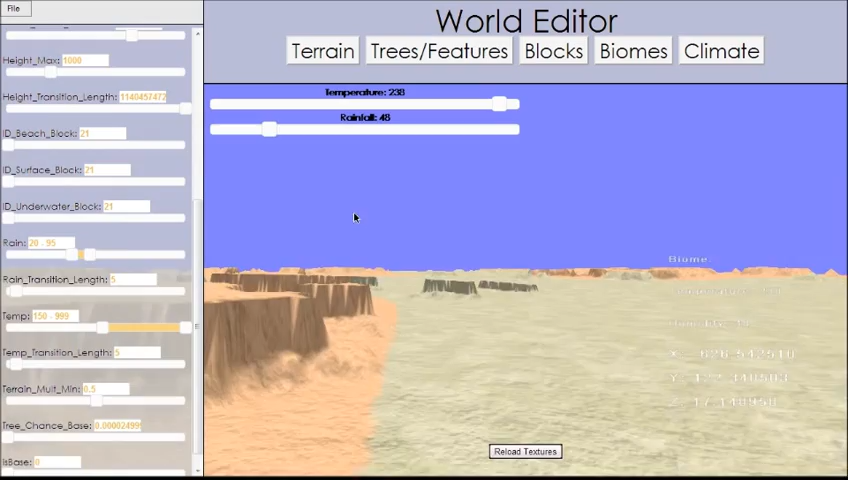 File
World Editor
Terrain Trees/Features Blocks Biomes Climate
Height_Max: 1000
Height_Transition_Length: 1140457472
ID_Beach_Block: 21
ID_Surface_Block: 21
ID_Underwater_Block: 21
Rain: 20 - 95
Rain_Transition_Length: 5
Temp: 150 - 999
Temp_Transition_Length: 5
Terrain_Mult_Min: 0.5
Tree_Chance_Base: 0.00002499
IsBase: 0
Temperature: 238
Rainfall: 48
Biome:
Reload Textures